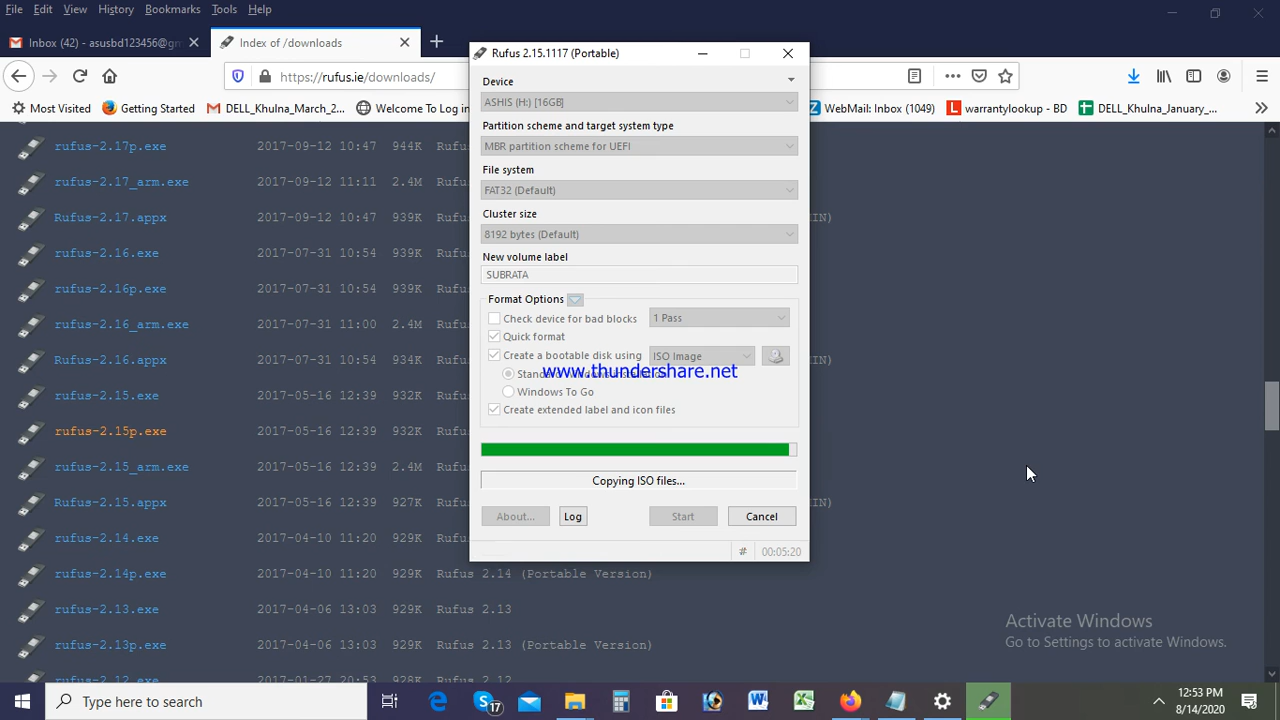 File Edit View History Bookmarks Tools Help
Inbox (42) - asusbd123456@gm
Index of /downloads
https://rufus.ie/downloads/
Most Visited Getting Started DELL_Khulna_March_2... Welcome To Log in WebMail: Inbox (1049) warrantylookup - BD DELL_Khulna_January_...
rufus-2.17p.exe 2017-09-12 10:47 944K
rufus-2.17_arm.exe 2017-09-12 11:11 2.4M
Rufus-2.17.appx 2017-09-12 10:47 939K
rufus-2.16.exe 2017-07-31 10:54 939K
rufus-2.16p.exe 2017-07-31 10:54 939K
rufus-2.16_arm.exe 2017-07-31 11:00 2.4M
Rufus-2.16.appx 2017-07-31 10:54 934K
rufus-2.15.exe 2017-05-16 12:39 932K
rufus-2.15p.exe 2017-05-16 12:39 932K
rufus-2.15_arm.exe 2017-05-16 12:39 2.4M
Rufus-2.15.appx 2017-05-16 12:39 927K
rufus-2.14.exe 2017-04-10 11:20 929K
rufus-2.14p.exe 2017-04-10 11:20 929K Rufus 2.14 (Portable Version)
rufus-2.13.exe 2017-04-06 13:03 929K Rufus 2.13
rufus-2.13p.exe 2017-04-06 13:03 929K Rufus 2.13 (Portable Version)
rufus-2.12.exe 2017-01-27 20:53 928K Rufus 2.12
Rufus 2.15.1117 (Portable)
Device
ASHIS (H:) [16GB]
Partition scheme and target system type
MBR partition scheme for UEFI
File system
FAT32 (Default)
Cluster size
8192 bytes (Default)
New volume label
SUBRATA
Format Options
Check device for bad blocks 1 Pass
Quick format
Create a bootable disk using ISO Image
www.thundershare.net
Windows To Go
Create extended label and icon files
Copying ISO files...
About... Log Start Cancel
# 00:05:20
Activate Windows
Go to Settings to activate Windows.
Type here to search
17
12:53 PM
8/14/2020